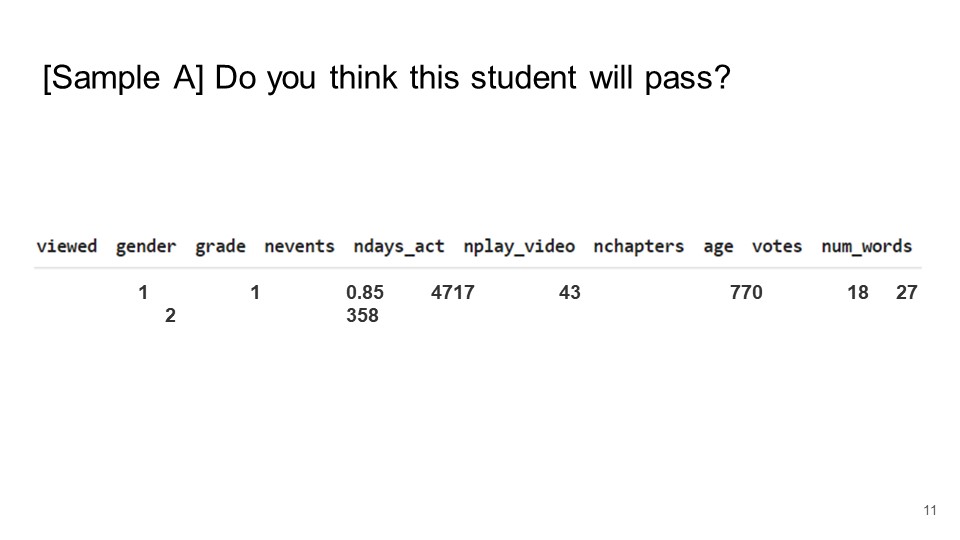 [Sample A] Do you think this student will pass?
viewed gender grade nevents ndays_act nplay_video nchapters age votes num_words
1 1 0.85 4717 43 770 18 27
2 358
11